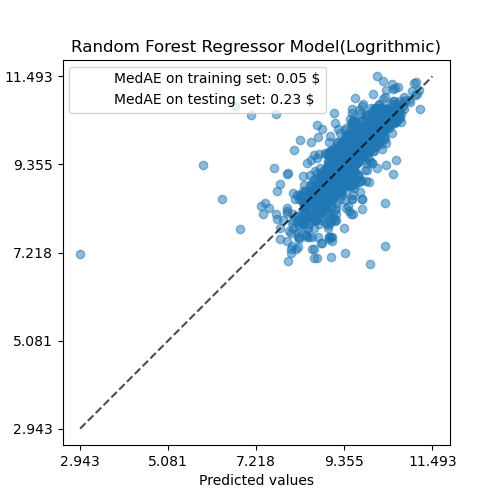 Random Forest Regressor Model(Logrithmic)
MedAE on training set: 0.05 $
MedAE on testing set: 0.23 $
11.493
9.355
7.218
5.081
2.943
2.943 5.081 7.218 9.355 11.493
Predicted values